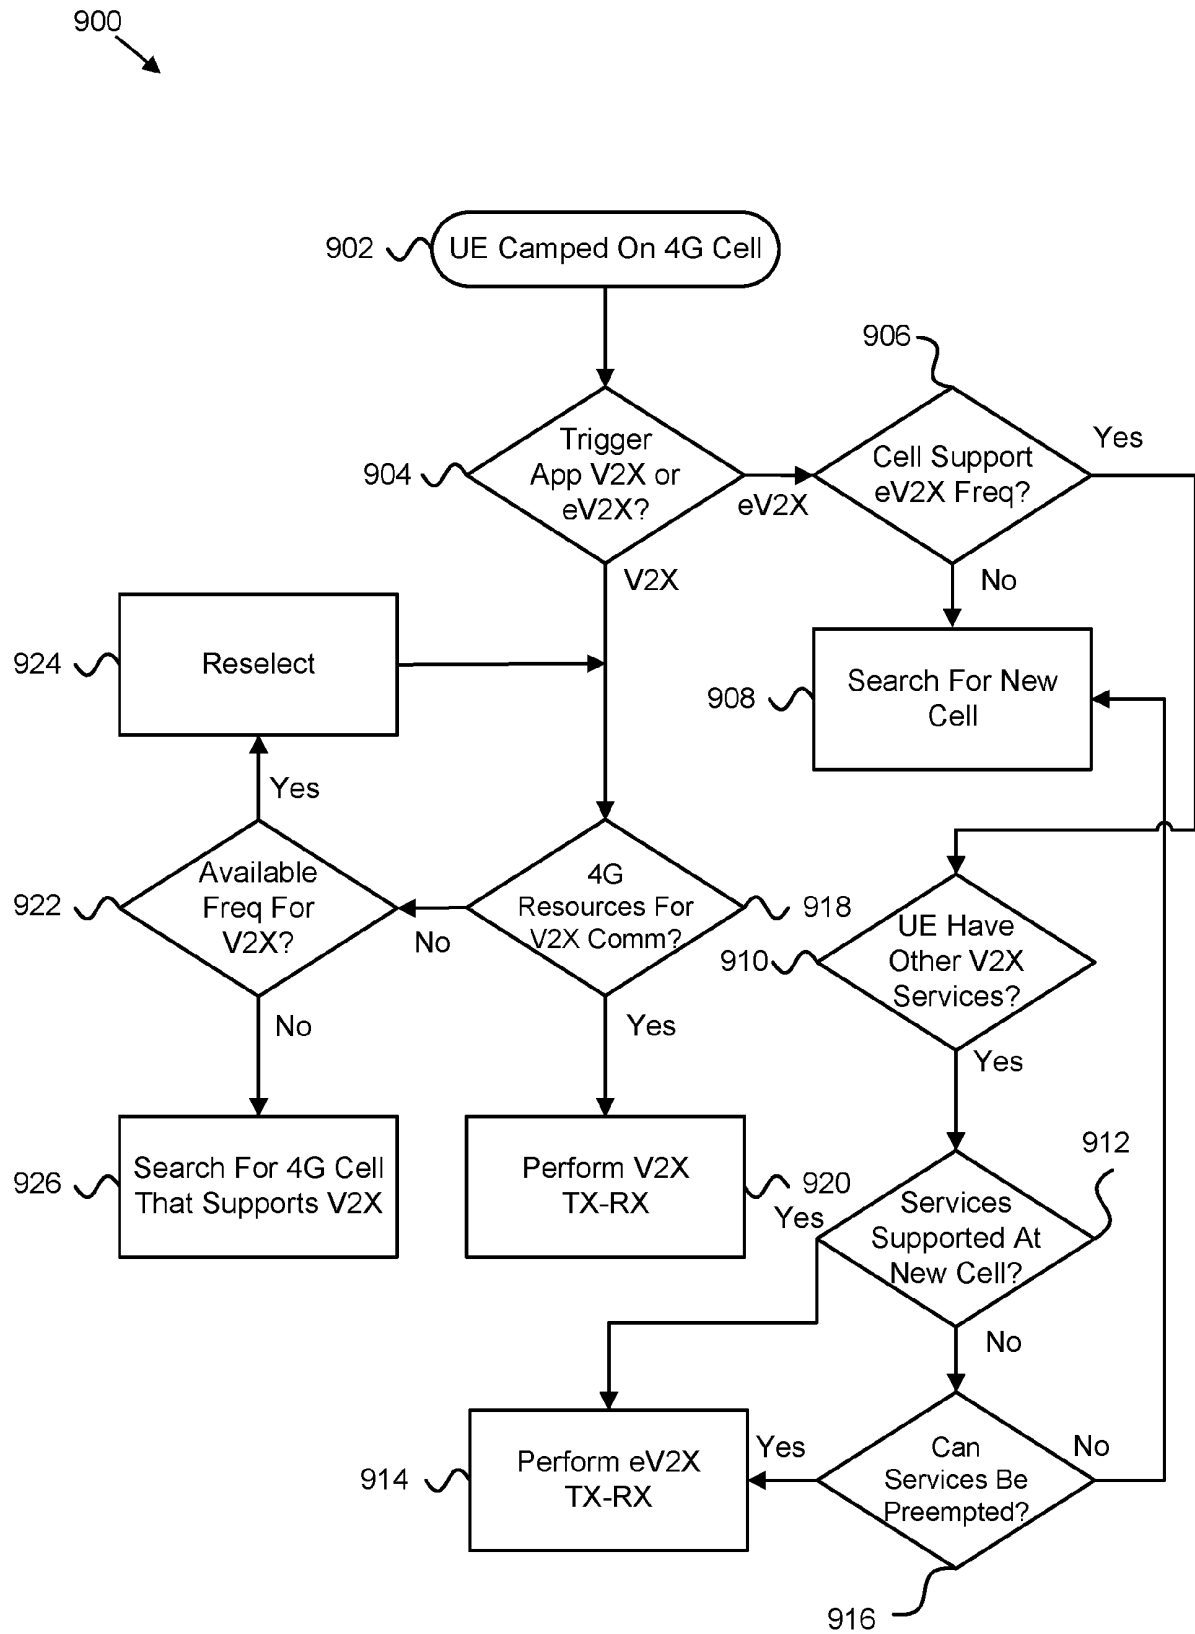 900
902
UE Camped On 4G Cell
906
904
Trigger
App V2X or
eV2X?
eV2X
V2X
Cell Support
eV2X Freq?
Yes
No
924
Reselect
908
Search For New
Cell
Yes
922
Available
Freq For
V2X?
No
No
4G
Resources For
V2X Comm?
918
Yes
910
UE Have
Other V2X
Services?
Yes
926
Search For 4G Cell
That Supports V2X
Perform V2X
TX-RX
920
912
Services
Supported At
New Cell?
Yes
No
914
Perform eV2X
TX-RX
Yes
Can
Services Be
Preempted?
No
916